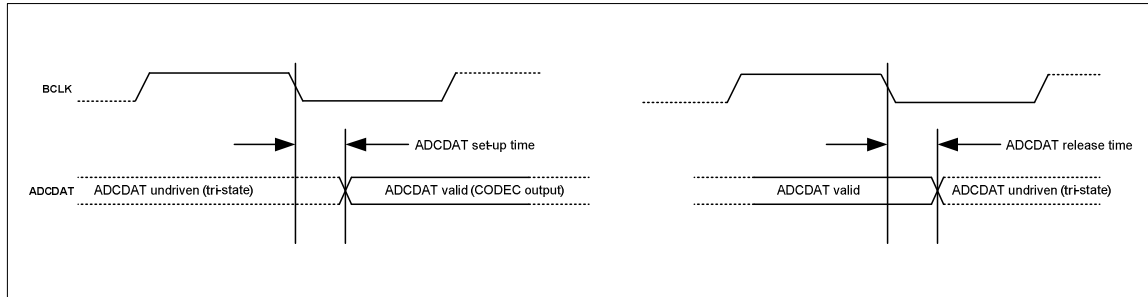 BCLK
ADCDAT set-up time
ADCDAT release time
ADCDAT
ADCDAT undriven (tri-state)
ADCDAT valid (CODEC output)
ADCDAT valid
ADCDAT undriven (tri-state)